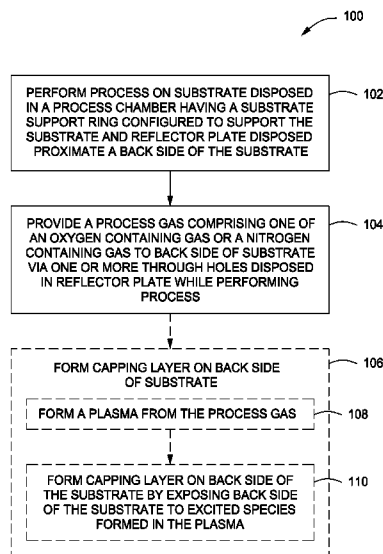 100
PERFORM PROCESS ON SUBSTRATE DISPOSED
IN A PROCESS CHAMBER HAVING A SUBSTRATE
SUPPORT RING CONFIGURED TO SUPPORT THE
SUBSTRATE AND REFLECTOR PLATE DISPOSED
PROXIMATE A BACK SIDE OF THE SUBSTRATE
102
PROVIDE A PROCESS GAS COMPRISING ONE OF
AN OXYGEN CONTAINING GAS OR A NITROGEN
CONTAINING GAS TO BACK SIDE OF SUBSTRATE
VIA ONE OR MORE THROUGH HOLES DISPOSED
IN REFLECTOR PLATE WHILE PERFORMING
PROCESS
104
FORM CAPPING LAYER ON BACK SIDE
OF SUBSTRATE
106
FORM A PLASMA FROM THE PROCESS GAS
108
FORM CAPPING LAYER ON BACK SIDE OF
THE SUBSTRATE BY EXPOSING BACK SIDE
OF THE SUBSTRATE TO EXCITED SPECIES
FORMED IN THE PLASMA
110